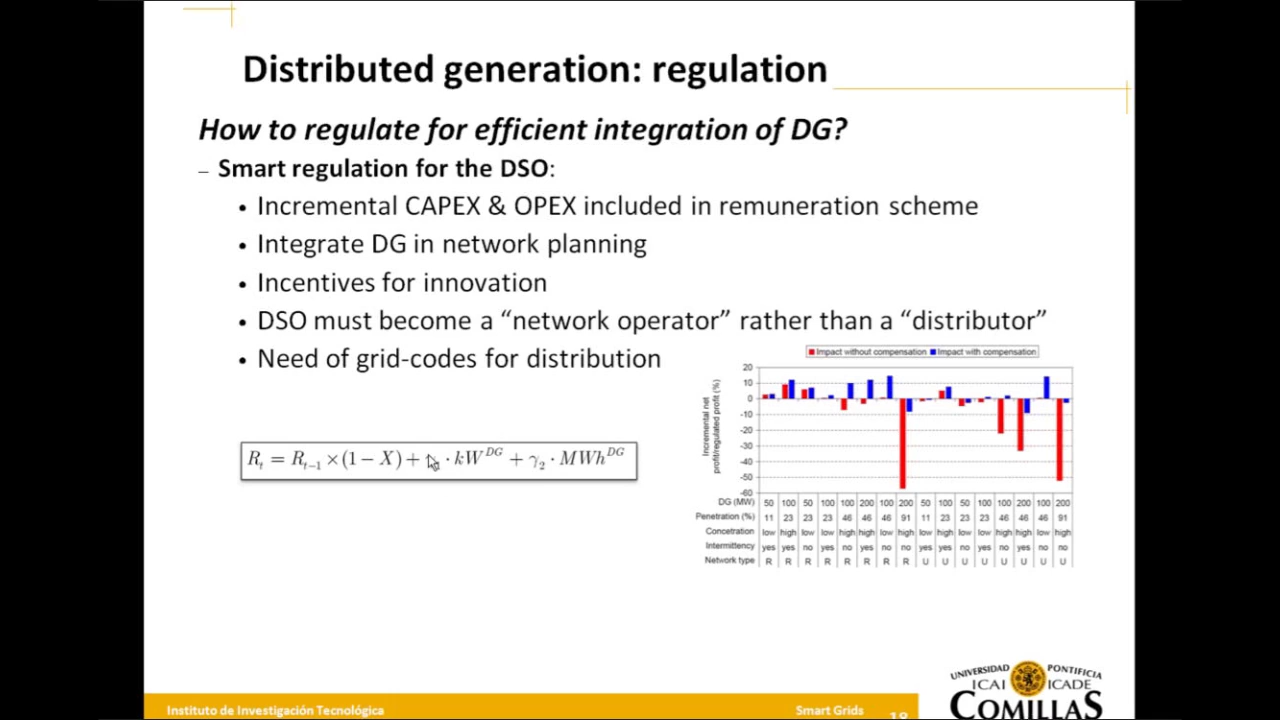 Distributed generation: regulation
How to regulate for efficient integration of DG?
– Smart regulation for the DSO:
• Incremental CAPEX & OPEX included in remuneration scheme
• Integrate DG in network planning
• Incentives for innovation
• DSO must become a “network operator” rather than a “distributor”
• Need of grid-codes for distribution
Impact without compensation Impact with compensation
20
10
0
-10
-20
-30
-40
-50
-60
Incremental net
profit/regulated profit (%)
R_t = R_{t-1} × (1 − X) + · kW^{DG} + γ_2 · MWh^{DG}
DG (MW) 50 100 50 100 100 200 100 200 50 100 50 100 100 200 100 200
Penetration (%) 11 23 23 23 46 46 46 91 11 23 23 23 46 46 46 91
Concetration low high low low high high low high low high low low high high low high
Intermittency yes yes no yes no yes no no yes yes no yes no yes no no
Network type R R R R R R R R U U U U U U U U
Instituto de Investigación Tecnológica
Smart Grids
18
UNIVERSIDAD PONTIFICIA
ICAI ICADE
COMILLAS